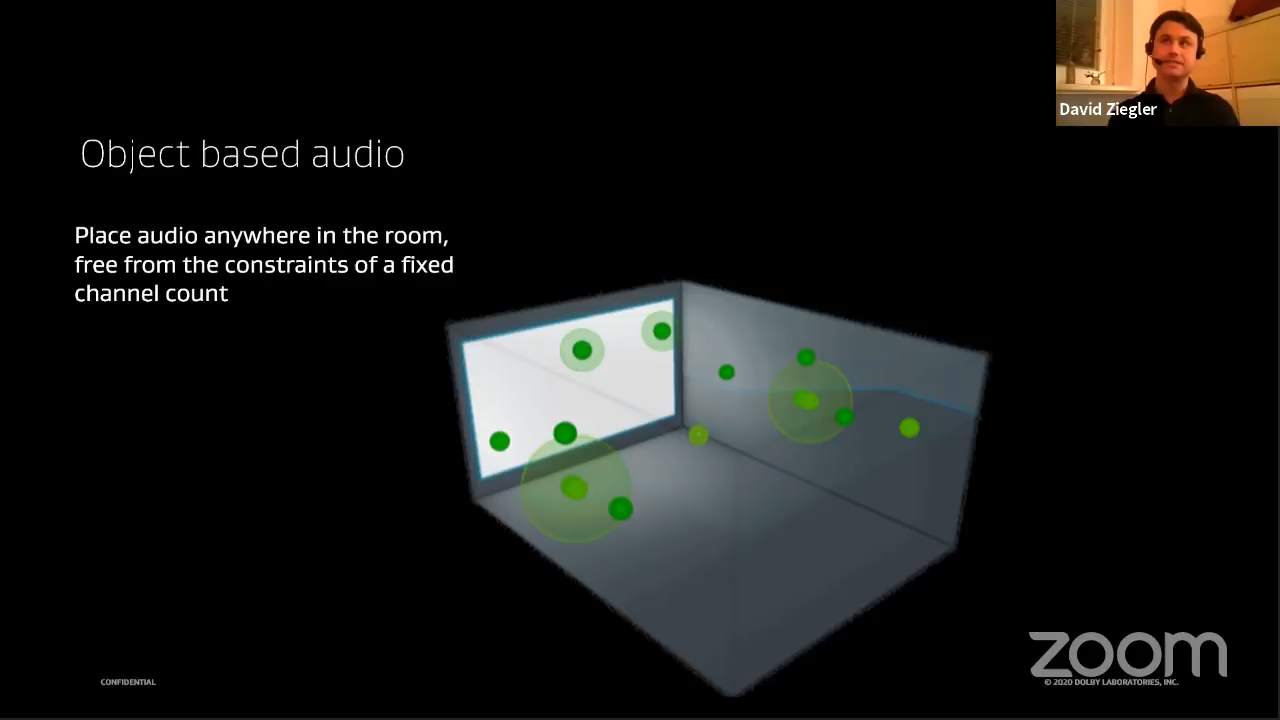 David Ziegler
Object based audio
Place audio anywhere in the room,
free from the constraints of a fixed
channel count
zoom
CONFIDENTIAL
© 2020 DOLBY LABORATORIES, INC.